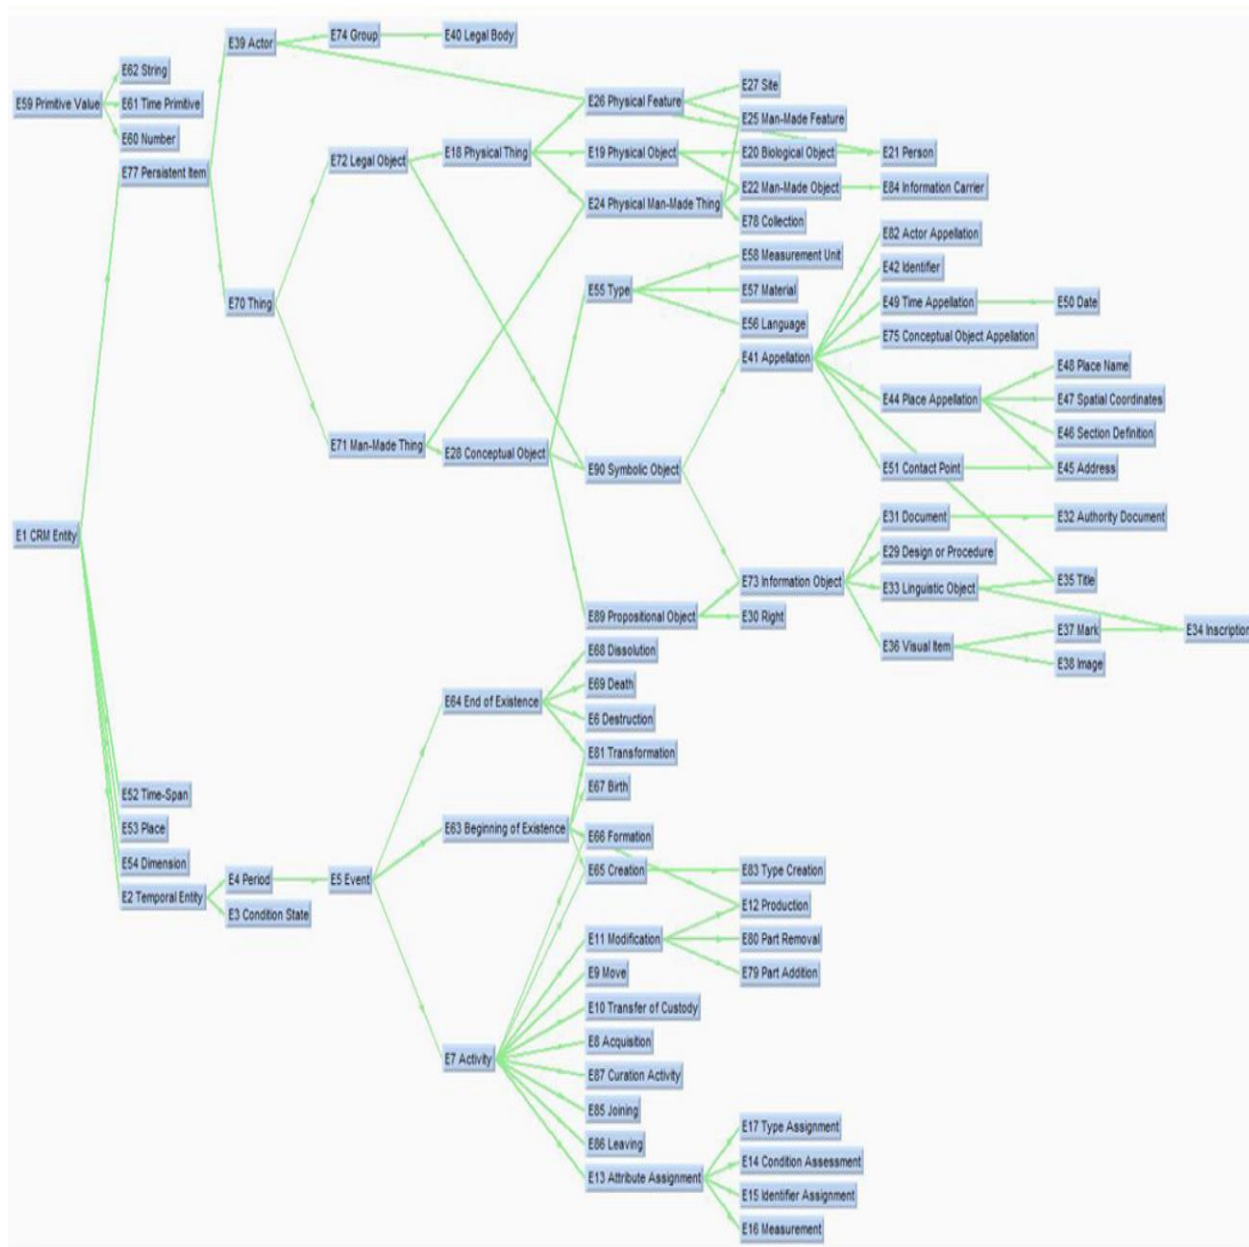 E39 Actor
E74 Group
E40 Legal Body
E62 String
E59 Primitive Value
E61 Time Primitive
E60 Number
E77 Persistent Item
E26 Physical Feature
E27 Site
E25 Man-Made Feature
E72 Legal Object
E18 Physical Thing
E19 Physical Object
E20 Biological Object
E21 Person
E22 Man-Made Object
E84 Information Carrier
E24 Physical Man-Made Thing
E78 Collection
E82 Actor Appellation
E58 Measurement Unit
E42 Identifier
E55 Type
E57 Material
E49 Time Appellation
E50 Date
E70 Thing
E56 Language
E75 Conceptual Object Appellation
E41 Appellation
E48 Place Name
E44 Place Appellation
E47 Spatial Coordinates
E46 Section Definition
E71 Man-Made Thing
E28 Conceptual Object
E90 Symbolic Object
E51 Contact Point
E45 Address
E1 CRM Entity
E31 Document
E32 Authority Document
E29 Design or Procedure
E73 Information Object
E33 Linguistic Object
E35 Title
E89 Propositional Object
E30 Right
E37 Mark
E34 Inscription
E36 Visual Item
E38 Image
E68 Dissolution
E69 Death
E64 End of Existence
E6 Destruction
E81 Transformation
E67 Birth
E52 Time-Span
E53 Place
E63 Beginning of Existence
E66 Formation
E54 Dimension
E65 Creation
E83 Type Creation
E2 Temporal Entity
E4 Period
E5 Event
E3 Condition State
E12 Production
E11 Modification
E80 Part Removal
E9 Move
E79 Part Addition
E10 Transfer of Custody
E8 Acquisition
E7 Activity
E87 Curation Activity
E85 Joining
E86 Leaving
E13 Attribute Assignment
E17 Type Assignment
E14 Condition Assessment
E15 Identifier Assignment
E16 Measurement